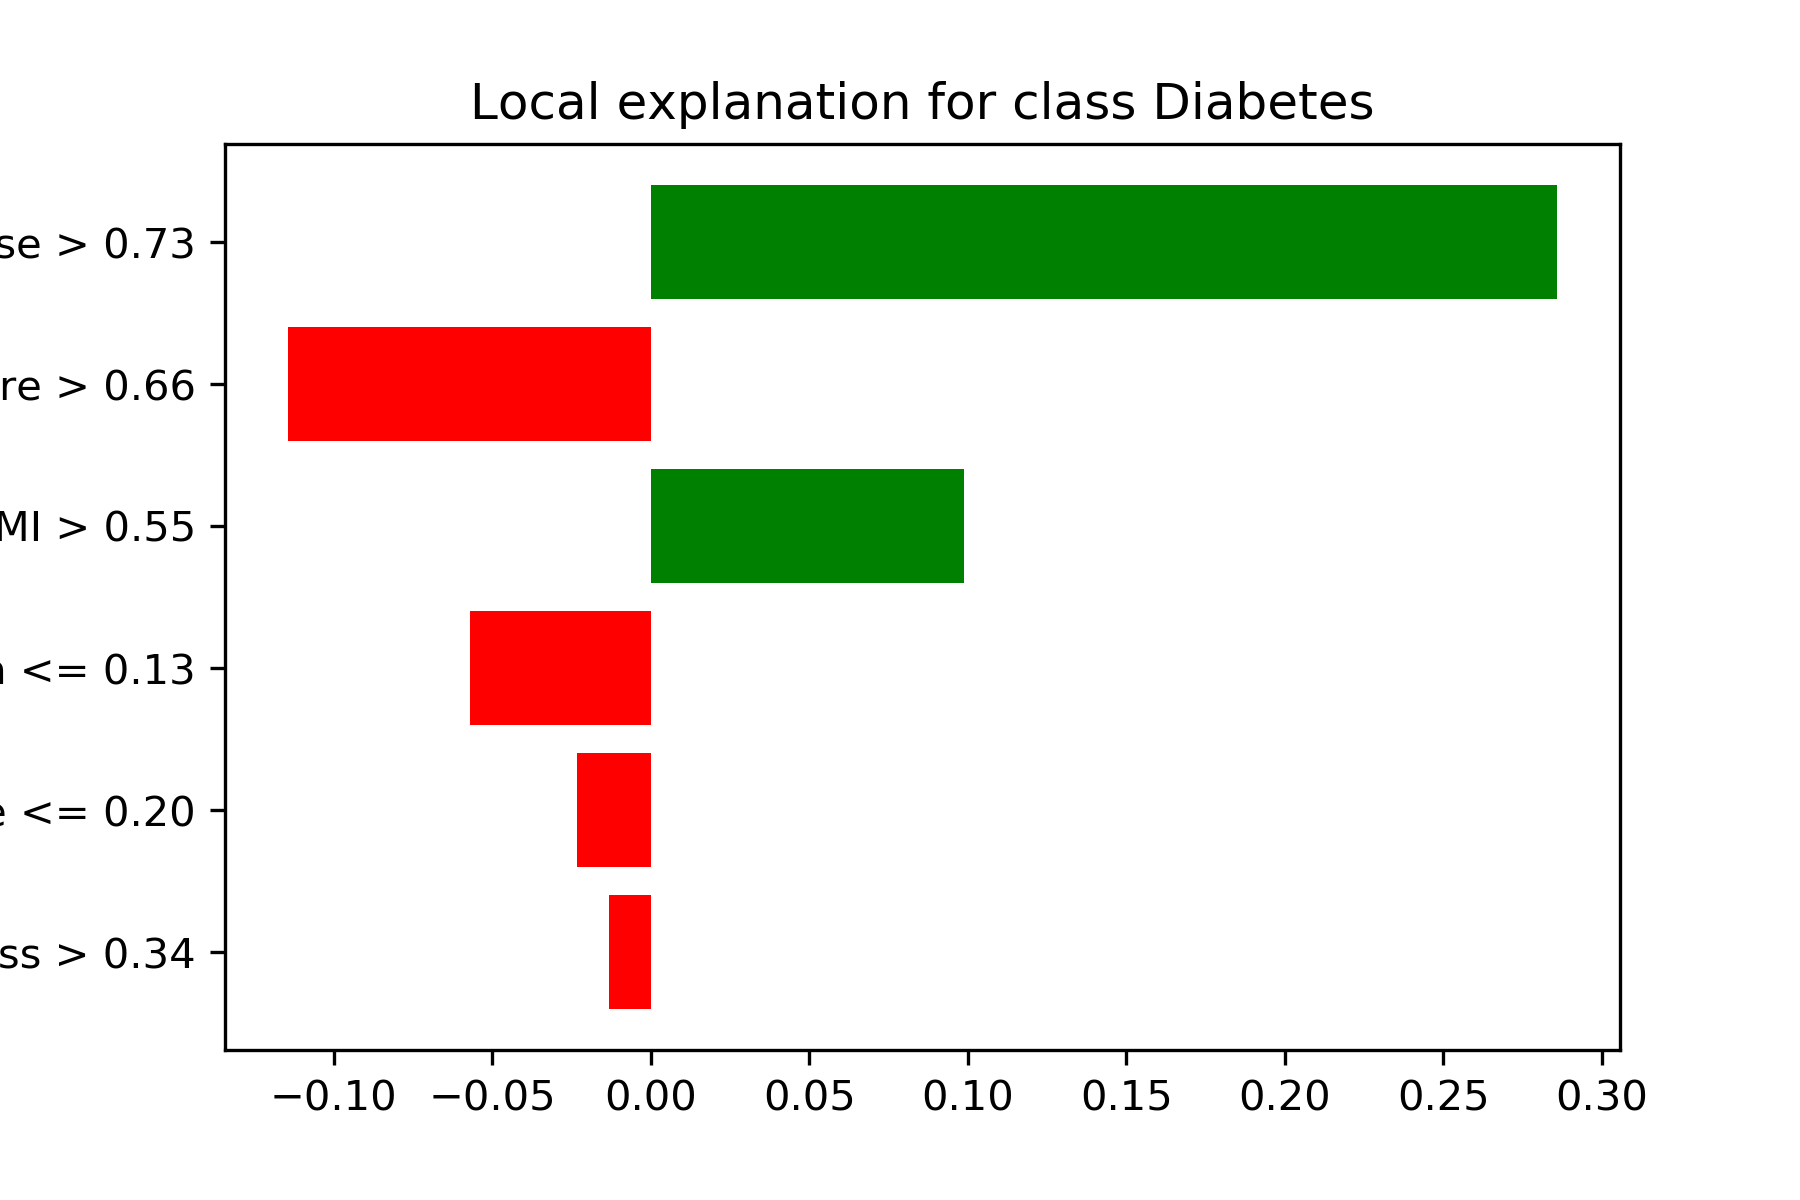 Local explanation for class Diabetes
se > 0.73
re > 0.66
MI > 0.55
<= 0.13
<= 0.20
ss > 0.34
−0.10 −0.05 0.00 0.05 0.10 0.15 0.20 0.25 0.30